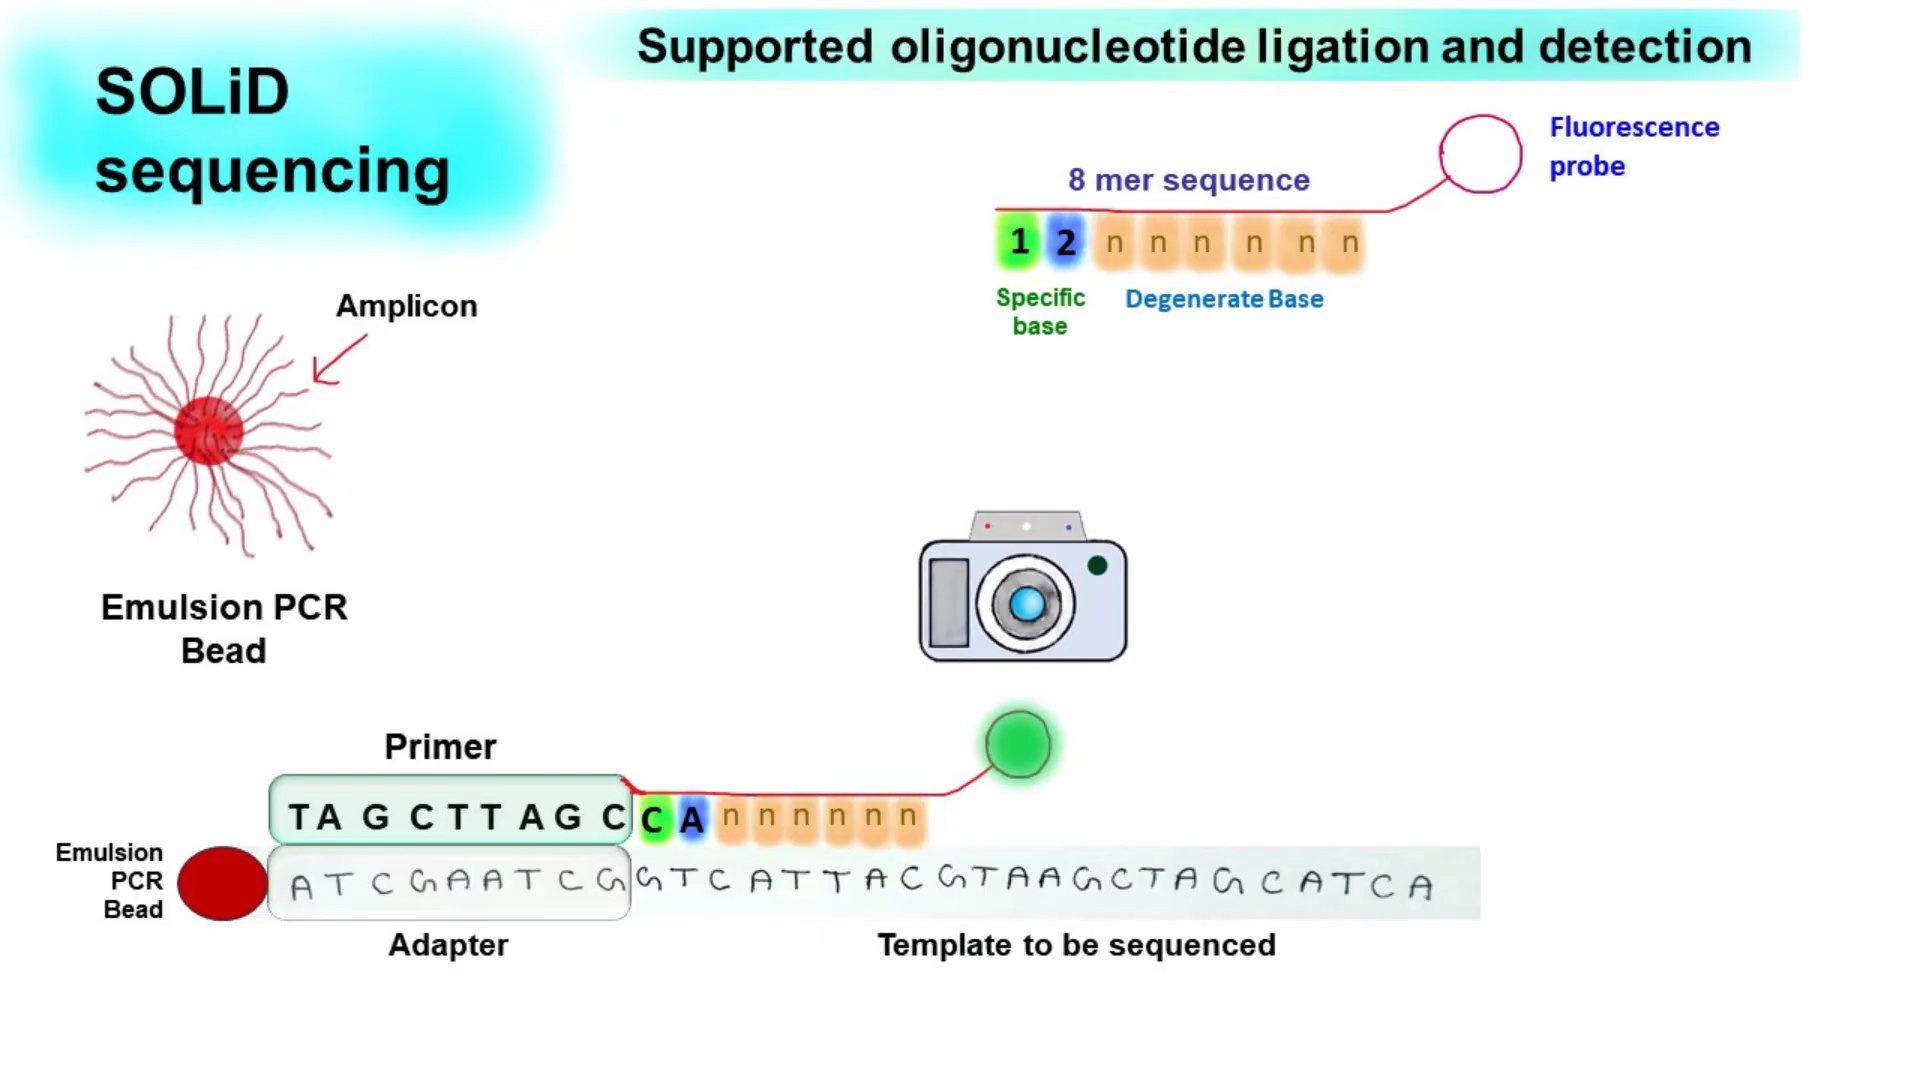 SOLiD
sequencing
Supported oligonucleotide ligation and detection
Fluorescence
probe
8 mer sequence
1 2 n n n n n n
Specific
base
Degenerate Base
Amplicon
Emulsion PCR
Bead
Primer
T A G C T T A G C C A n n n n n n
Emulsion
PCR
Bead
A T C G A A T C G G T C A T T A C G T A A G C T A G C A T C A
Adapter
Template to be sequenced